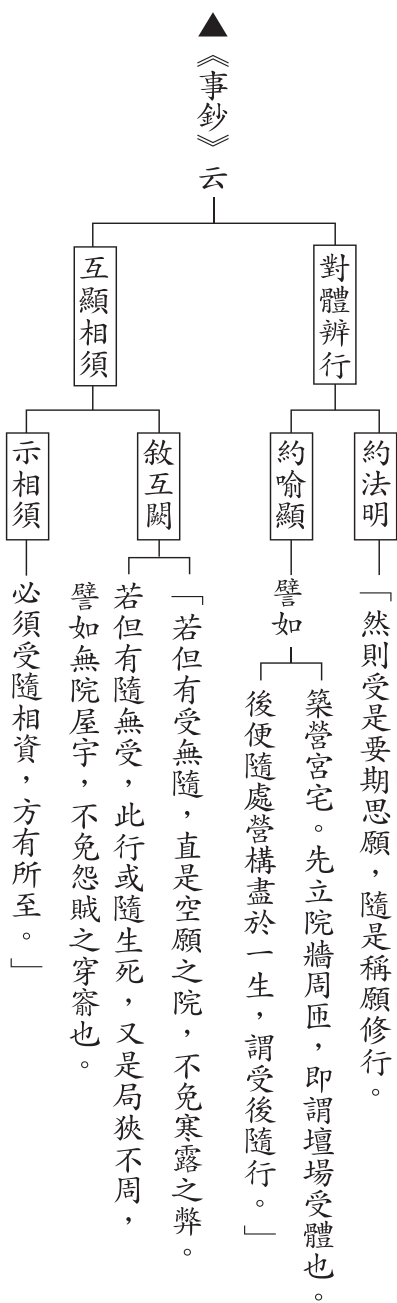 ▲《事鈔》云
對體辨行
約法明
「然則受是要期思願，隨是稱願修行。
約喻顯
譬如
築營宮宅。先立院牆周匝，即謂壇場受體也。
後便隨處營構盡於一生，謂受後隨行。」
互顯相須
敘互闕
「若但有受無隨，直是空願之院，不免寒露之弊。
若但有隨無受，此行或隨生死，又是局狹不周，
譬如無院屋宇，不免怨賊之穿窬也。
示相須
必須受隨相資，方有所至。」